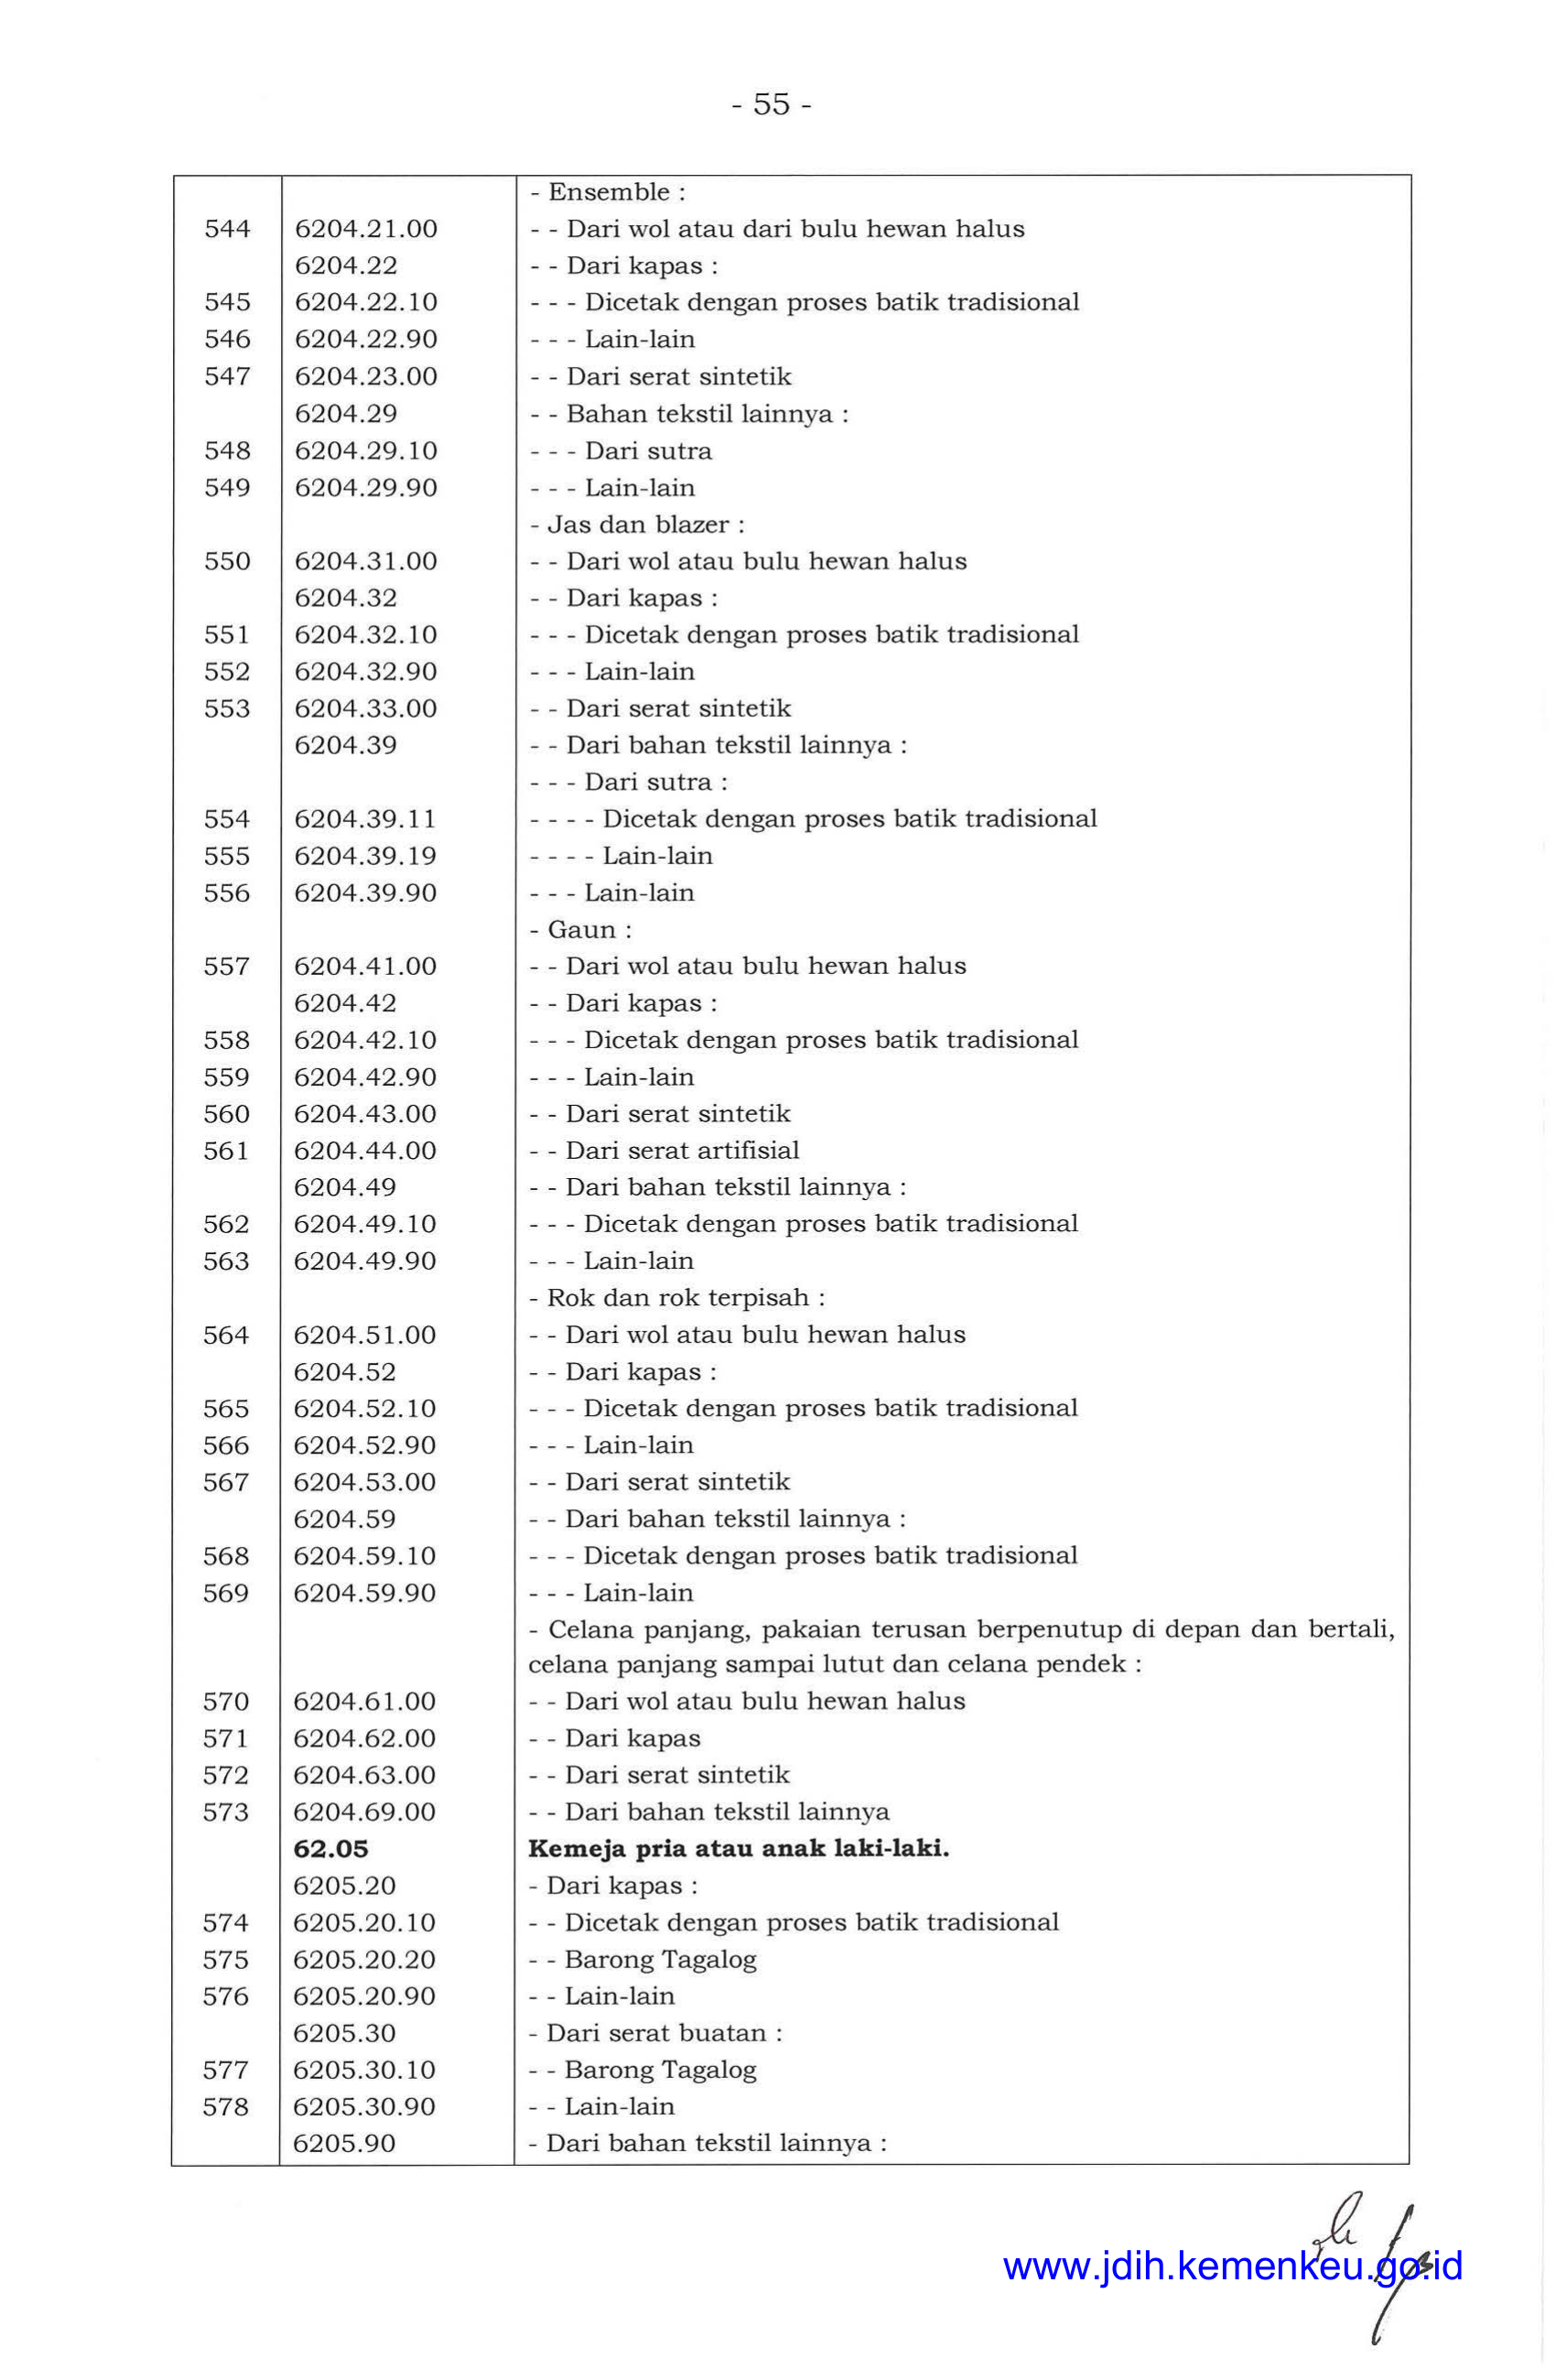 - 55 -
- Ensemble :
544 6204.21.00 - - Dari wol atau dari bulu hewan halus
6204.22 - - Dari kapas :
545 6204.22.10 - - - Dicetak dengan proses batik tradisional
546 6204.22.90 - - - Lain-lain
547 6204.23.00 - - Dari serat sintetik
6204.29 - - Bahan tekstil lainnya :
548 6204.29.10 - - - Dari sutra
549 6204.29.90 - - - Lain-lain
- Jas dan blazer :
550 6204.31.00 - - Dari wol atau bulu hewan halus
6204.32 - - Dari kapas :
551 6204.32.10 - - - Dicetak dengan proses batik tradisional
552 6204.32.90 - - - Lain-lain
553 6204.33.00 - - Dari serat sintetik
6204.39 - - Dari bahan tekstil lainnya :
- - - Dari sutra :
554 6204.39.11 - - - - Dicetak dengan proses batik tradisional
555 6204.39.19 - - - - Lain-lain
556 6204.39.90 - - - Lain-lain
- Gaun :
557 6204.41.00 - - Dari wol atau bulu hewan halus
6204.42 - - Dari kapas :
558 6204.42.10 - - - Dicetak dengan proses batik tradisional
559 6204.42.90 - - - Lain-lain
560 6204.43.00 - - Dari serat sintetik
561 6204.44.00 - - Dari serat artifisial
6204.49 - - Dari bahan tekstil lainnya :
562 6204.49.10 - - - Dicetak dengan proses batik tradisional
563 6204.49.90 - - - Lain-lain
- Rok dan rok terpisah :
564 6204.51.00 - - Dari wol atau bulu hewan halus
6204.52 - - Dari kapas :
565 6204.52.10 - - - Dicetak dengan proses batik tradisional
566 6204.52.90 - - - Lain-lain
567 6204.53.00 - - Dari serat sintetik
6204.59 - - Dari bahan tekstil lainnya :
568 6204.59.10 - - - Dicetak dengan proses batik tradisional
569 6204.59.90 - - - Lain-lain
- Celana panjang, pakaian terusan berpenutup di depan dan bertali,
celana panjang sampai lutut dan celana pendek :
570 6204.61.00 - - Dari wol atau bulu hewan halus
571 6204.62.00 - - Dari kapas
572 6204.63.00 - - Dari serat sintetik
573 6204.69.00 - - Dari bahan tekstil lainnya
62.05 Kemeja pria atau anak laki-laki.
6205.20 - Dari kapas :
574 6205.20.10 - - Dicetak dengan proses batik tradisional
575 6205.20.20 - - Barong Tagalog
576 6205.20.90 - - Lain-lain
6205.30 - Dari serat buatan :
577 6205.30.10 - - Barong Tagalog
578 6205.30.90 - - Lain-lain
6205.90 - Dari bahan tekstil lainnya :
www.jdih.kemenkeu.go.id